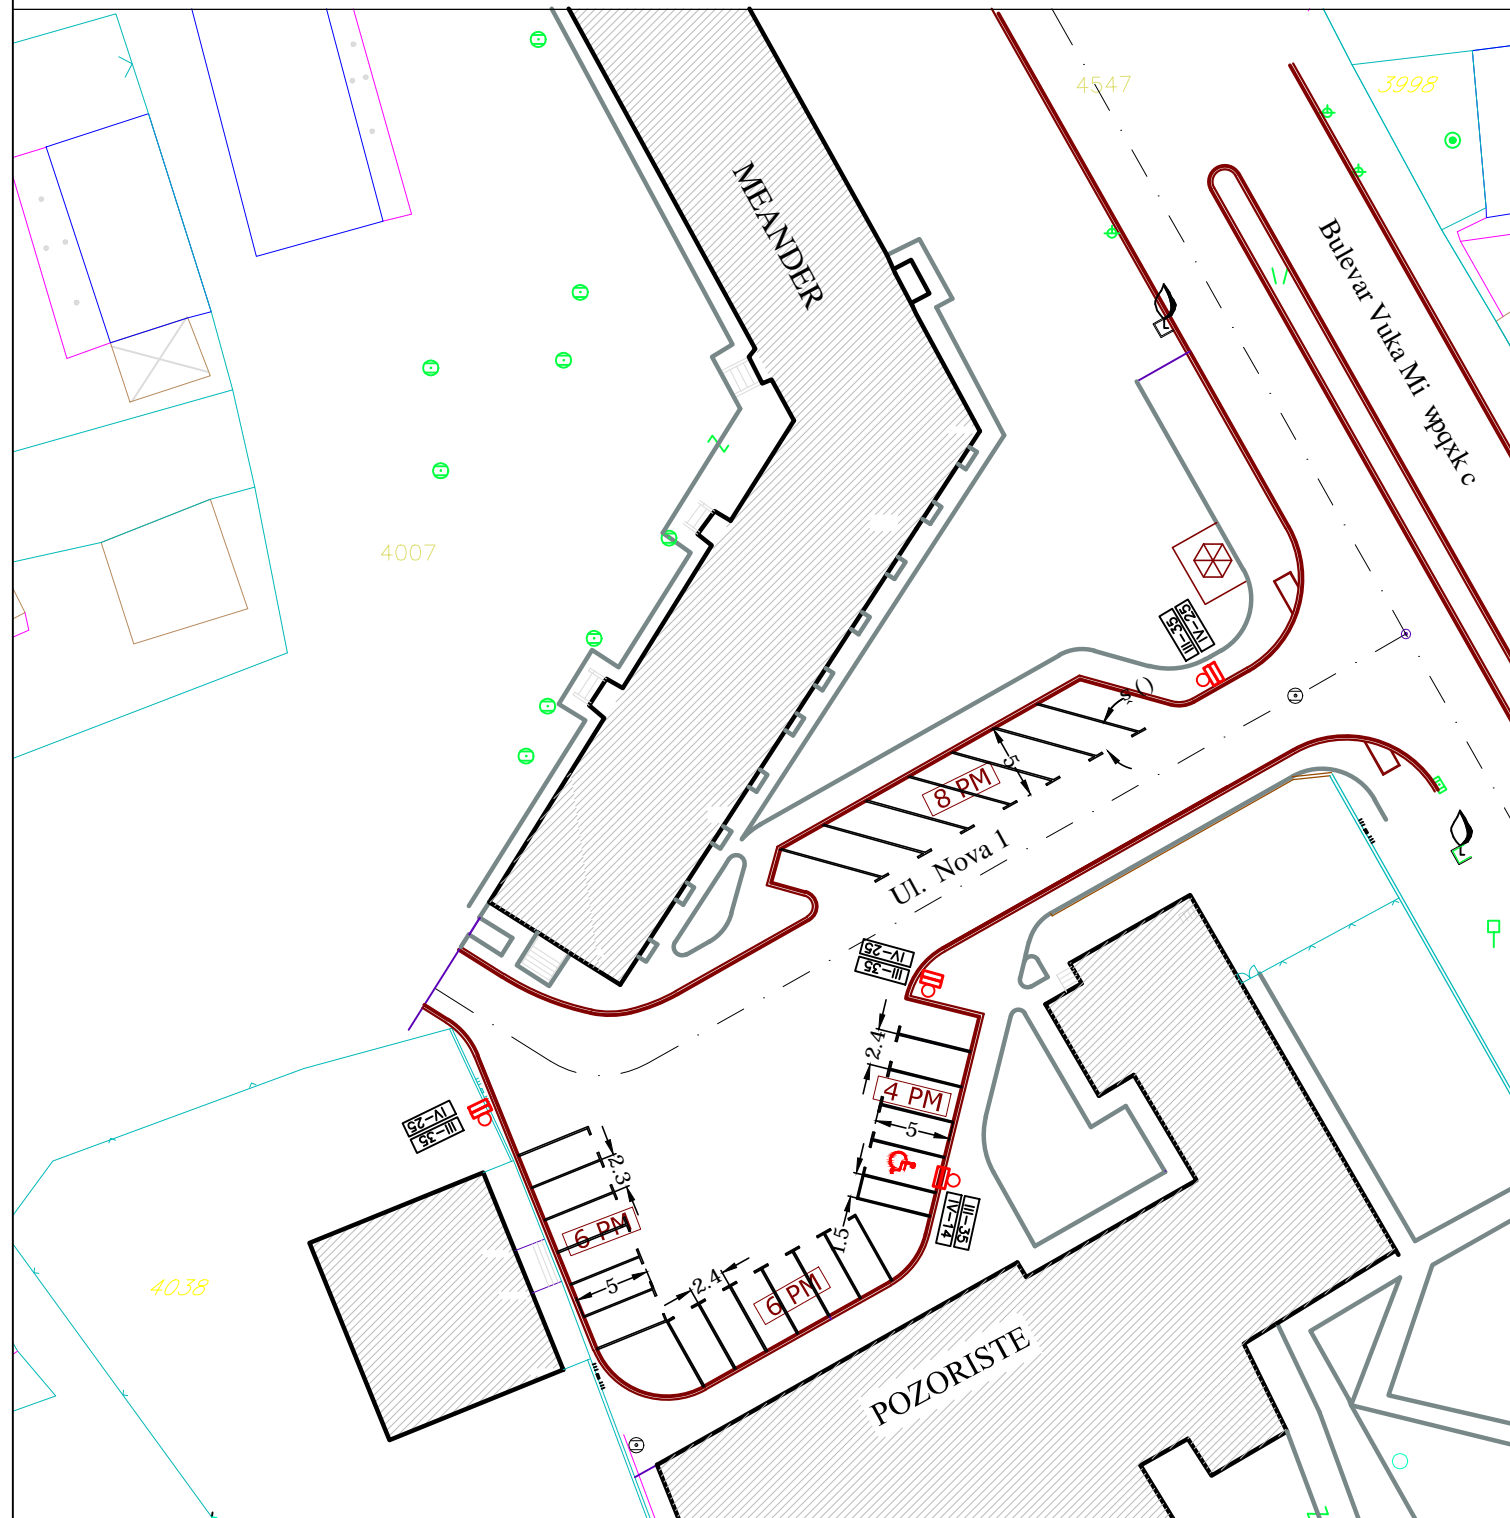 4547
3998
MEANDER
Bulevar Vuka Mi wpqxk c
4007
III-35
IV-25
5
8 PM
Ul. Nova 1
IV-25
III-35
2.4
4 PM
5
IV-25
III-35
2.3
6 PM
5
2.4
6 PM
1.5
III-35
IV-14
4038
POZORISTE